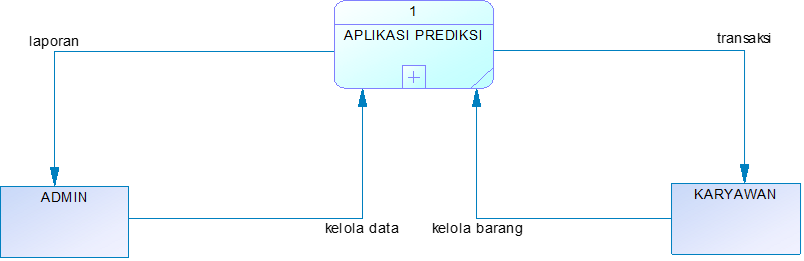 1
APLIKASI PREDIKSI
laporan
transaksi
ADMIN
KARYAWAN
kelola data
kelola barang